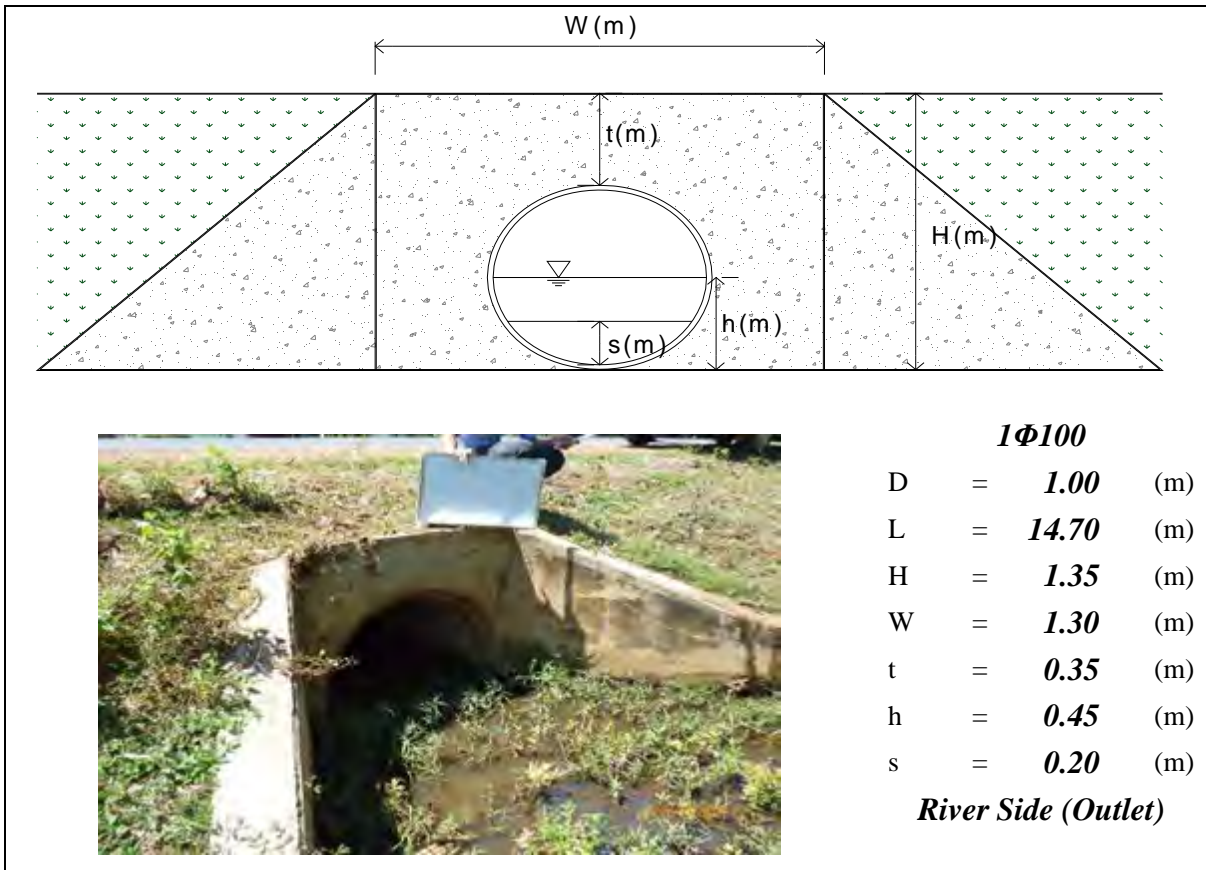 W(m)
t(m)
H(m)
h(m)
s(m)
1Φ100
D = 1.00 (m)
L = 14.70 (m)
H = 1.35 (m)
W = 1.30 (m)
t = 0.35 (m)
h = 0.45 (m)
s = 0.20 (m)
River Side (Outlet)